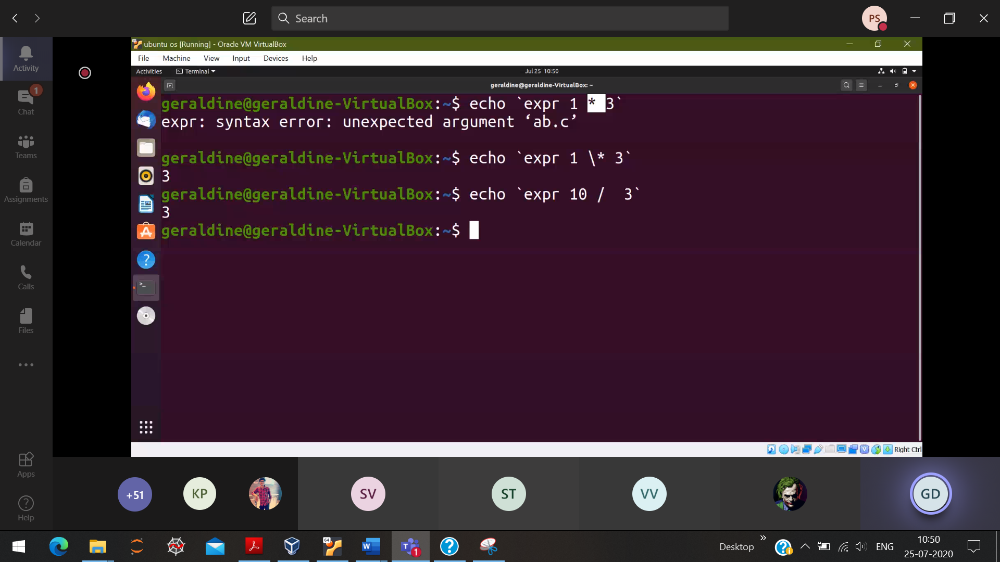 Search
PS
ubuntu os [Running] - Oracle VM VirtualBox
File Machine View Input Devices Help
Activities Terminal Jul 25 10:50
geraldine@geraldine-VirtualBox: ~
geraldine@geraldine-VirtualBox:~$ echo `expr 1 * 3`
expr: syntax error: unexpected argument ‘ab.c’
geraldine@geraldine-VirtualBox:~$ echo `expr 1 \* 3`
3
geraldine@geraldine-VirtualBox:~$ echo `expr 10 /  3`
3
geraldine@geraldine-VirtualBox:~$
Right Ctrl
Activity
1
Chat
Teams
Assignments
Calendar
Calls
Files
Apps
Help
+51 KP SV ST VV GD
64
W
T 1
Desktop
ENG
10:50
25-07-2020